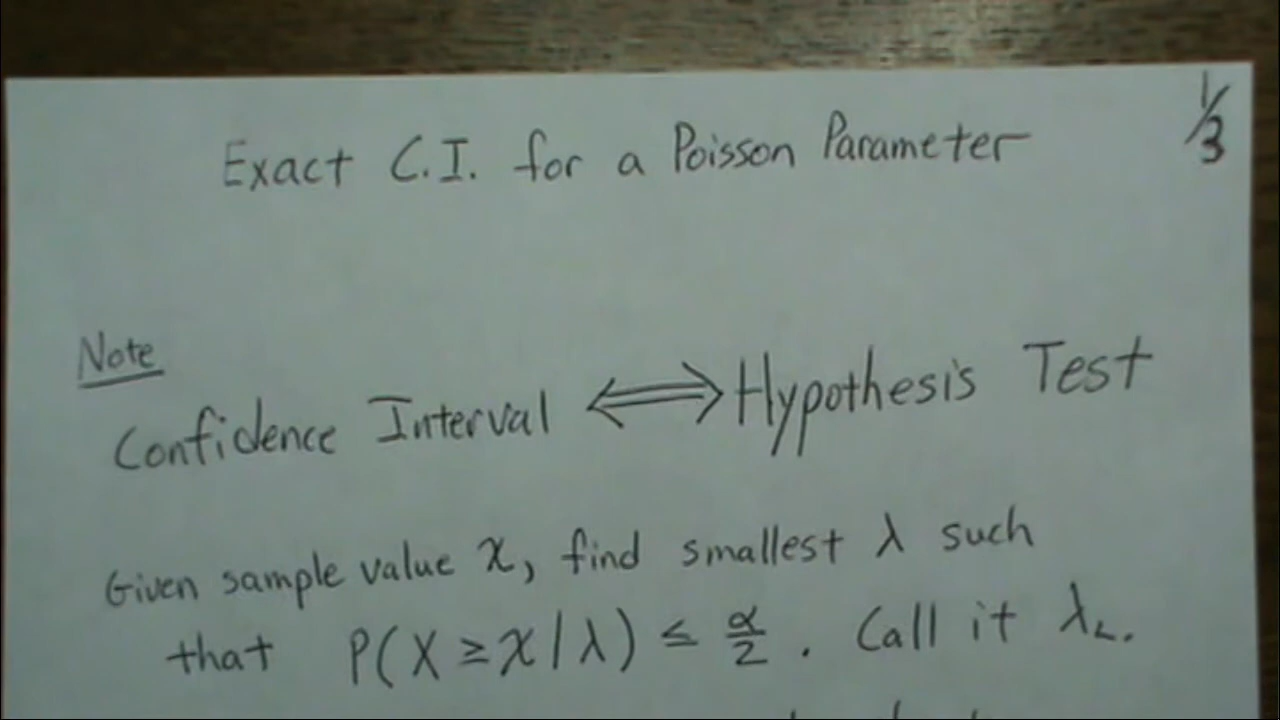 1/3
Exact C.I. for a Poisson Parameter
Note
Confidence Interval ⟺ Hypothesis Test
Given sample value x, find smallest λ such
that P(X ≥ x | λ) ≤ α/2. Call it λL.